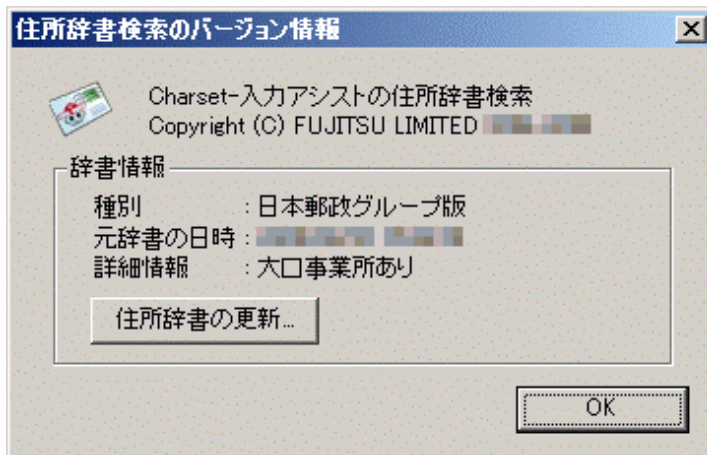 住所辞書検索のバージョン情報
Charset-入力アシストの住所辞書検索
Copyright (C) FUJITSU LIMITED
辞書情報
種別 :日本郵政グループ版
元辞書の日時 :
詳細情報 :大口事業所あり
住所辞書の更新...
OK